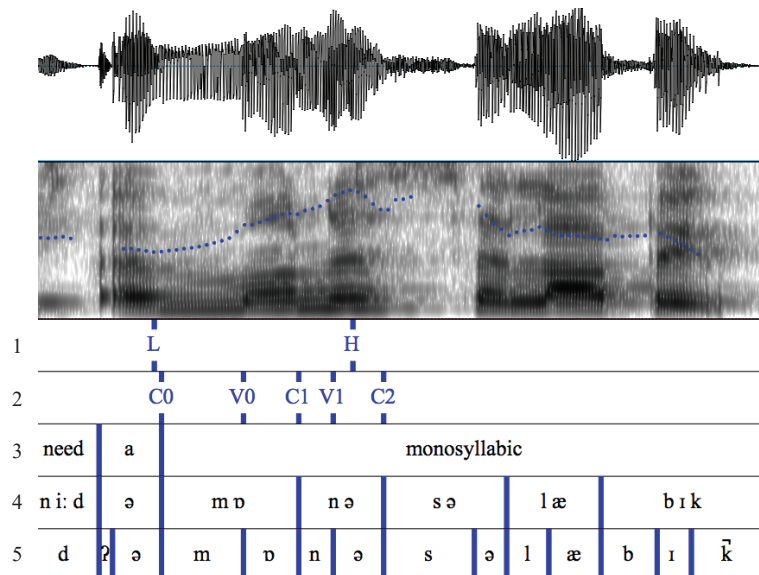 1 L H
2 C0 V0 C1 V1 C2
3 need a monosyllabic
4 n iː d ə m ɒ n ə s ə l æ b ɪ k
5 d ʔ ə m ɒ n ə s ə l æ b ɪ k̚